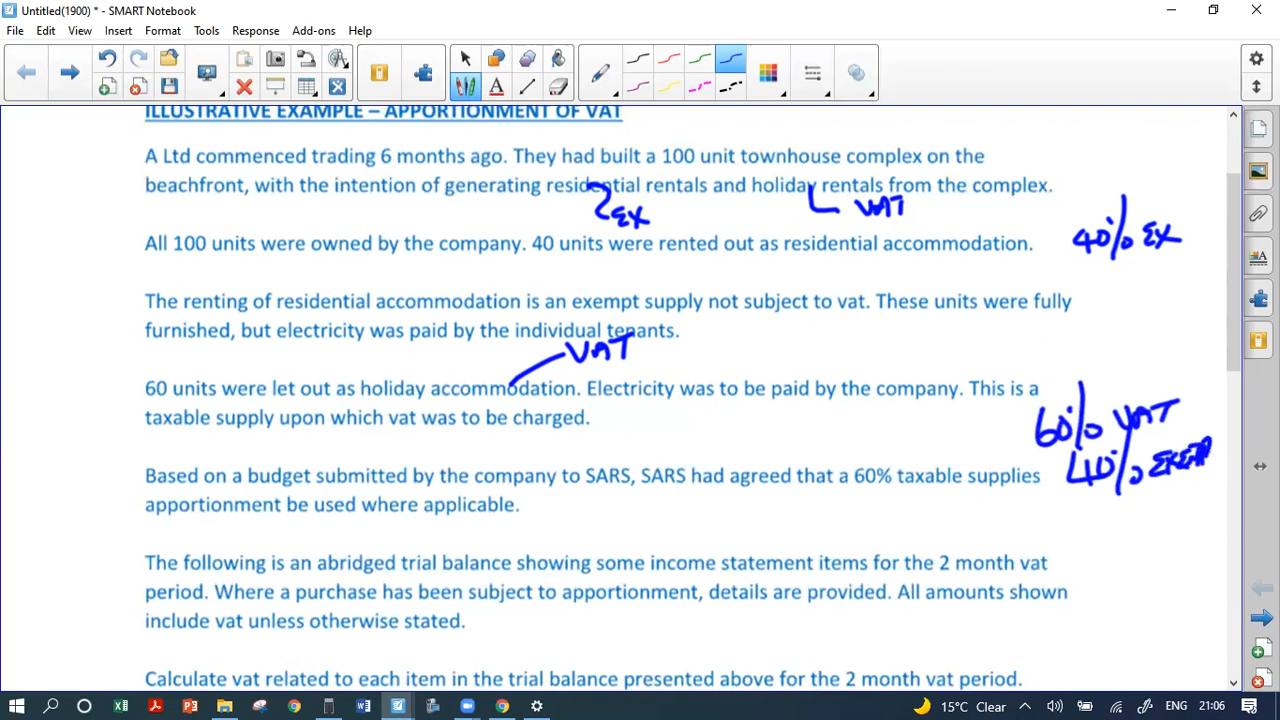 Untitled(1900) * - SMART Notebook
File Edit View Insert Format Tools Response Add-ons Help
ILLUSTRATIVE EXAMPLE – APPORTIONMENT OF VAT
A Ltd commenced trading 6 months ago. They had built a 100 unit townhouse complex on the
beachfront, with the intention of generating residential rentals and holiday rentals from the complex.
EX VAT
All 100 units were owned by the company. 40 units were rented out as residential accommodation.
40% EX
The renting of residential accommodation is an exempt supply not subject to vat. These units were fully
furnished, but electricity was paid by the individual tenants.
VAT
60 units were let out as holiday accommodation. Electricity was to be paid by the company. This is a
taxable supply upon which vat was to be charged.
60% VAT
40%
Based on a budget submitted by the company to SARS, SARS had agreed that a 60% taxable supplies
apportionment be used where applicable.
The following is an abridged trial balance showing some income statement items for the 2 month vat
period. Where a purchase has been subject to apportionment, details are provided. All amounts shown
include vat unless otherwise stated.
Calculate vat related to each item in the trial balance presented above for the 2 month vat period.
15°C Clear ENG 21:06